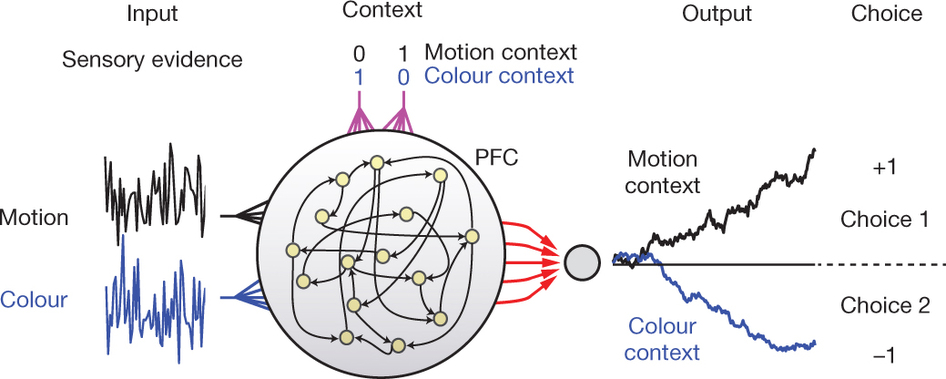 Input
Context
Output
Choice
Sensory evidence
0 1 Motion context
1 0 Colour context
PFC
Motion
context
+1
Motion
Choice 1
Colour
Choice 2
Colour
context
−1